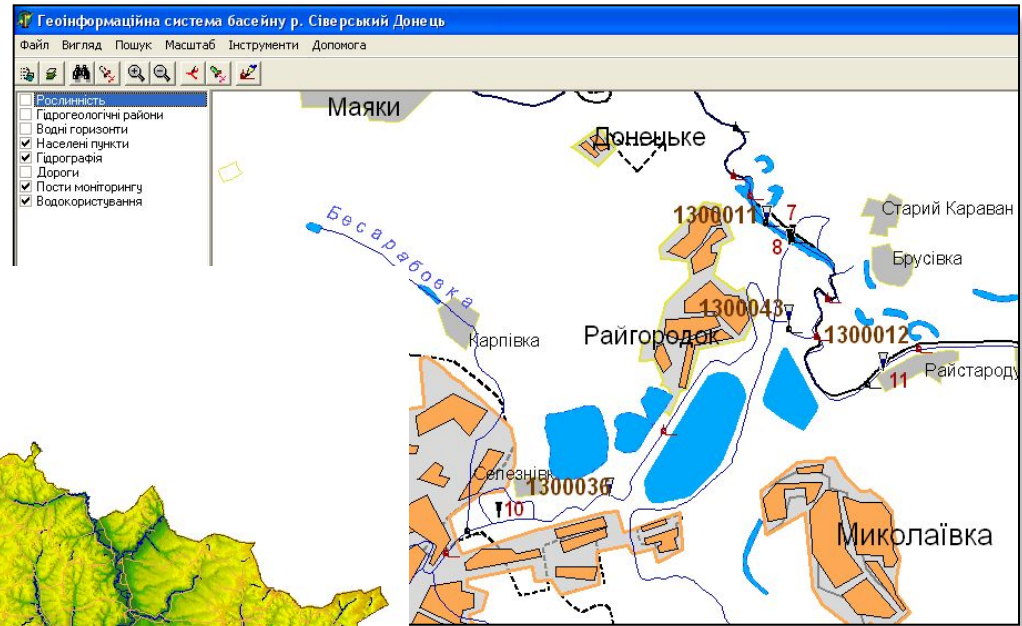 Геоінформаційна система басейну р. Сіверський Донець
Файл Вигляд Пошук Масштаб Інструменти Допомога
Рослинність
Гідрогеологічні райони
Водні горизонти
Населені пункти
Гідрографія
Дороги
Пости моніторингу
Водокористування
Маяки
Донецьке
1300011
7
Старий Караван
8
Бесарабовка
Брусівка
1300043
Карпівка
Райгородок
1300012
11
Райстароду
Селезнівк
1300036
10
Миколаївка